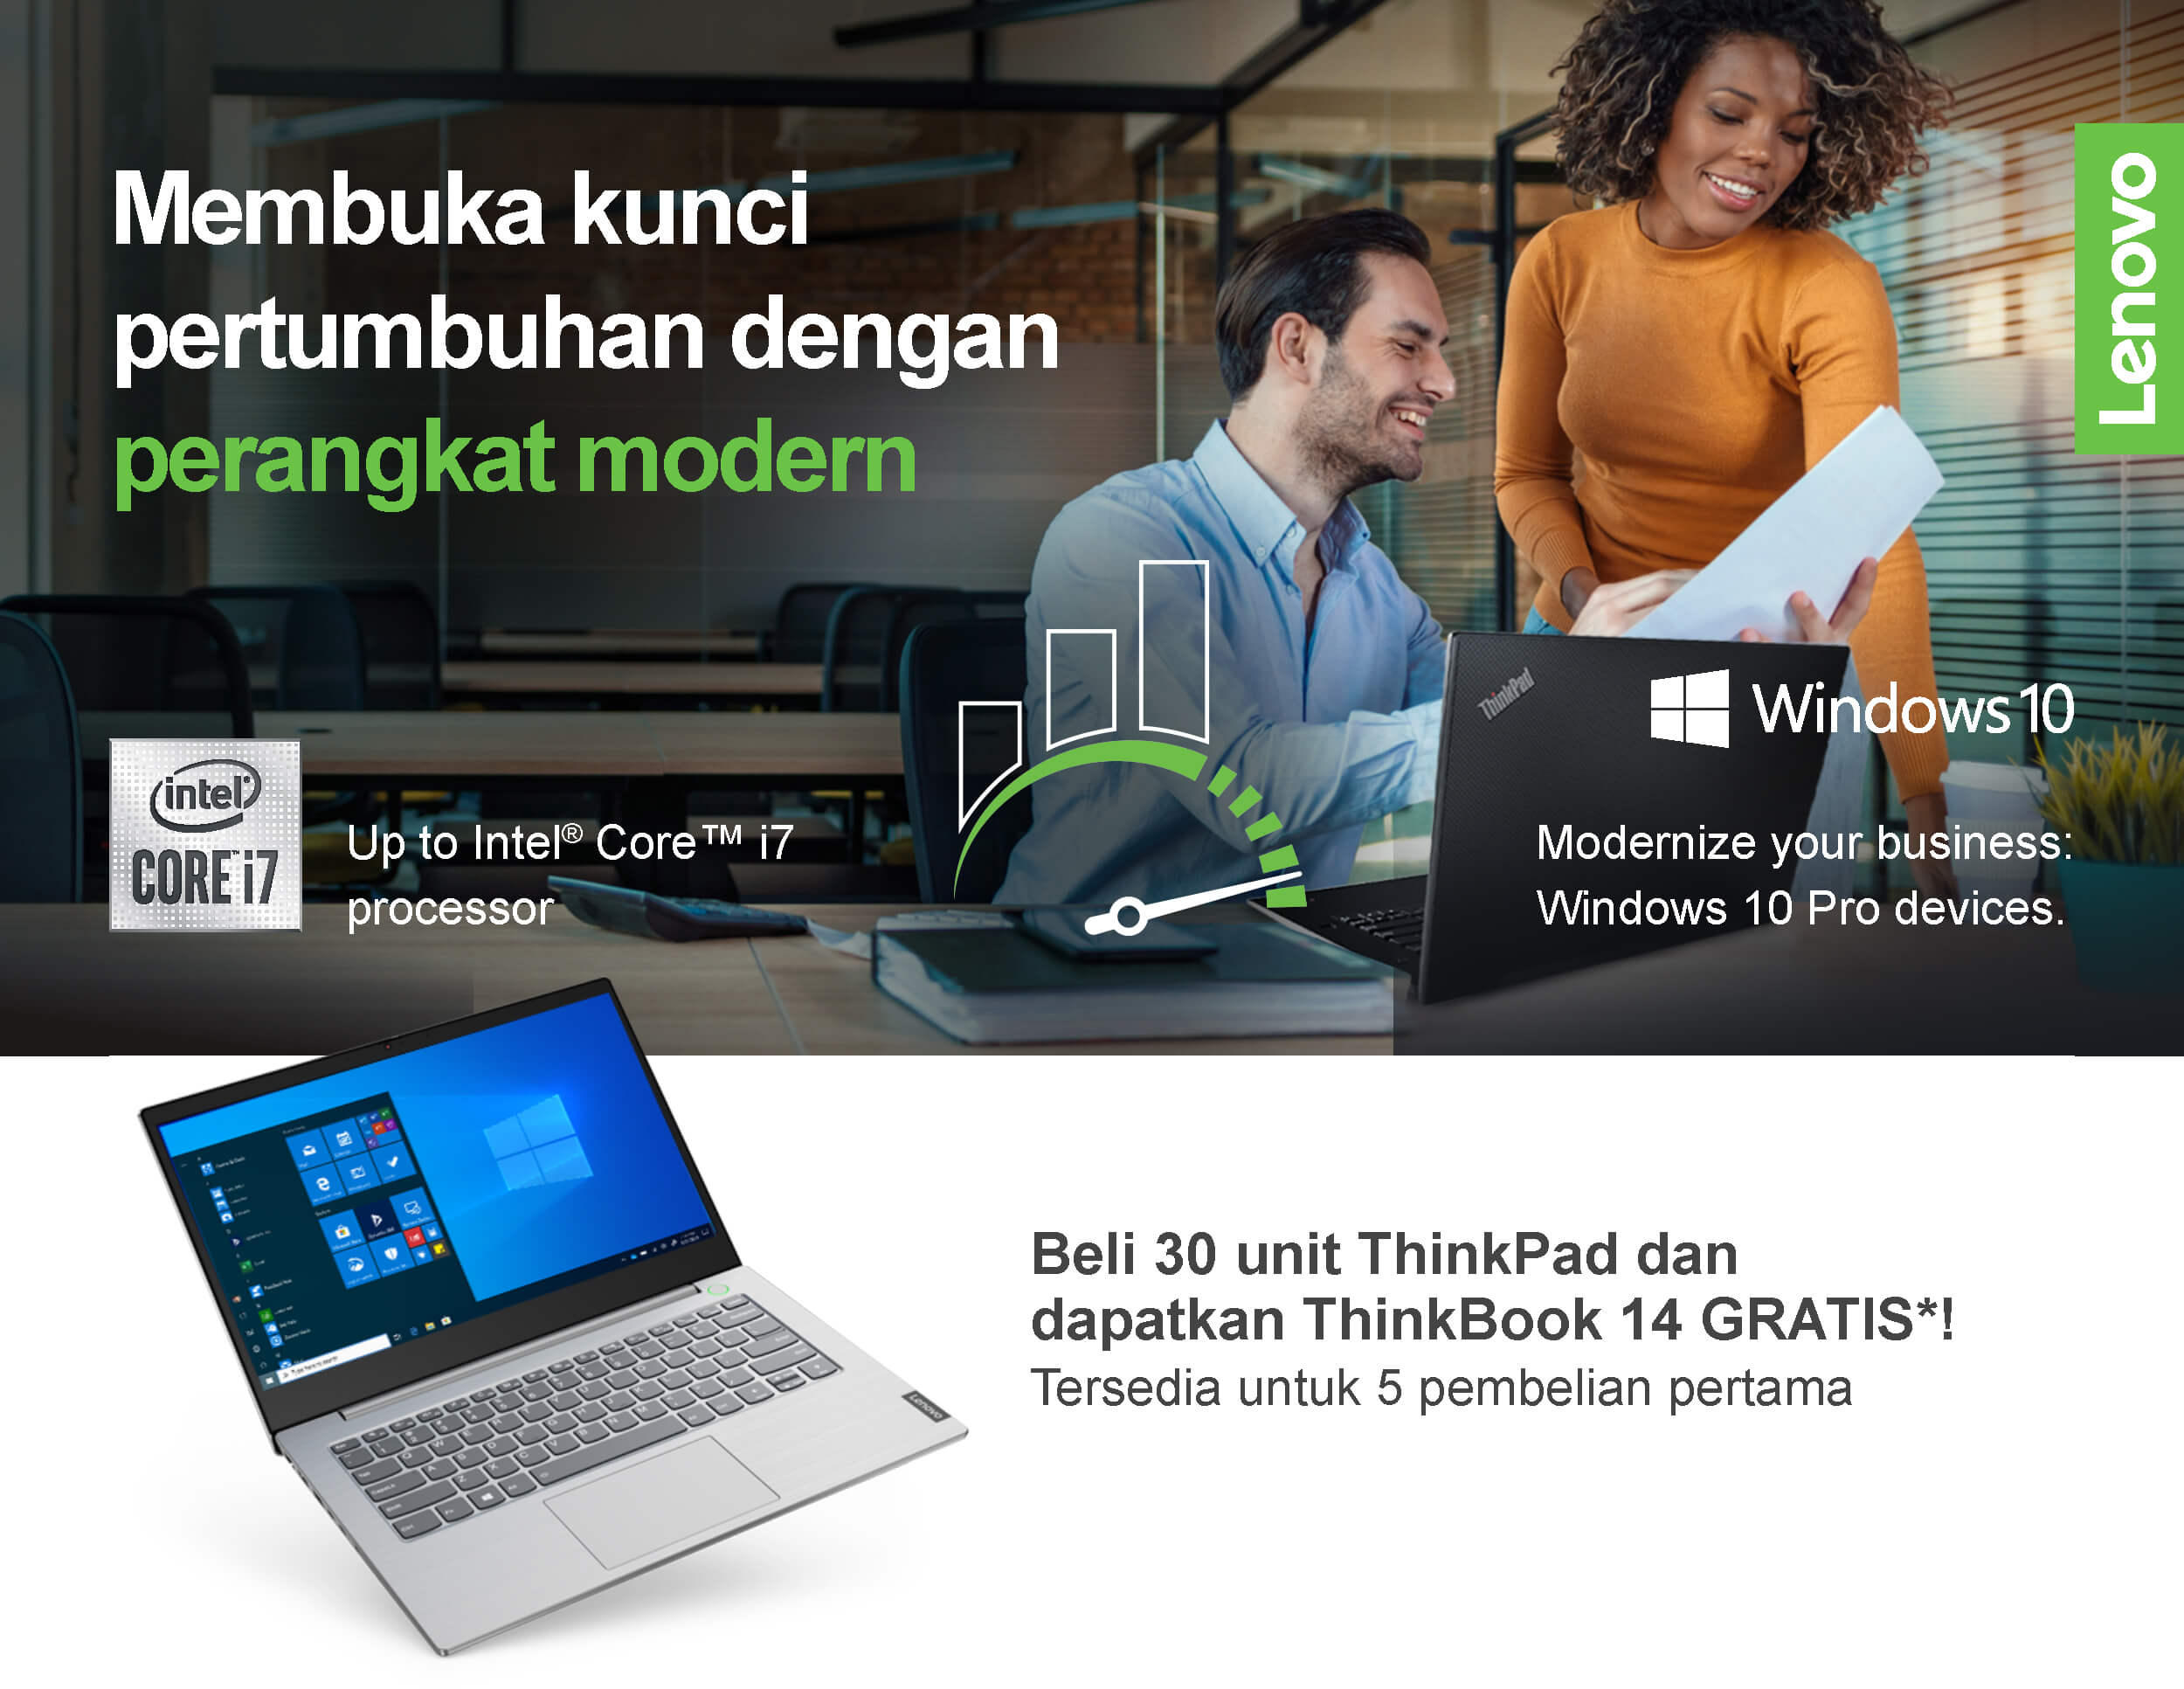 Membuka kunci
pertumbuhan dengan
perangkat modern
Lenovo
ThinkPad
Windows 10
intel®
CORE™ i7
Up to Intel® Core™ i7
processor
Modernize your business:
Windows 10 Pro devices.
Beli 30 unit ThinkPad dan
dapatkan ThinkBook 14 GRATIS*!
Tersedia untuk 5 pembelian pertama
Lenovo